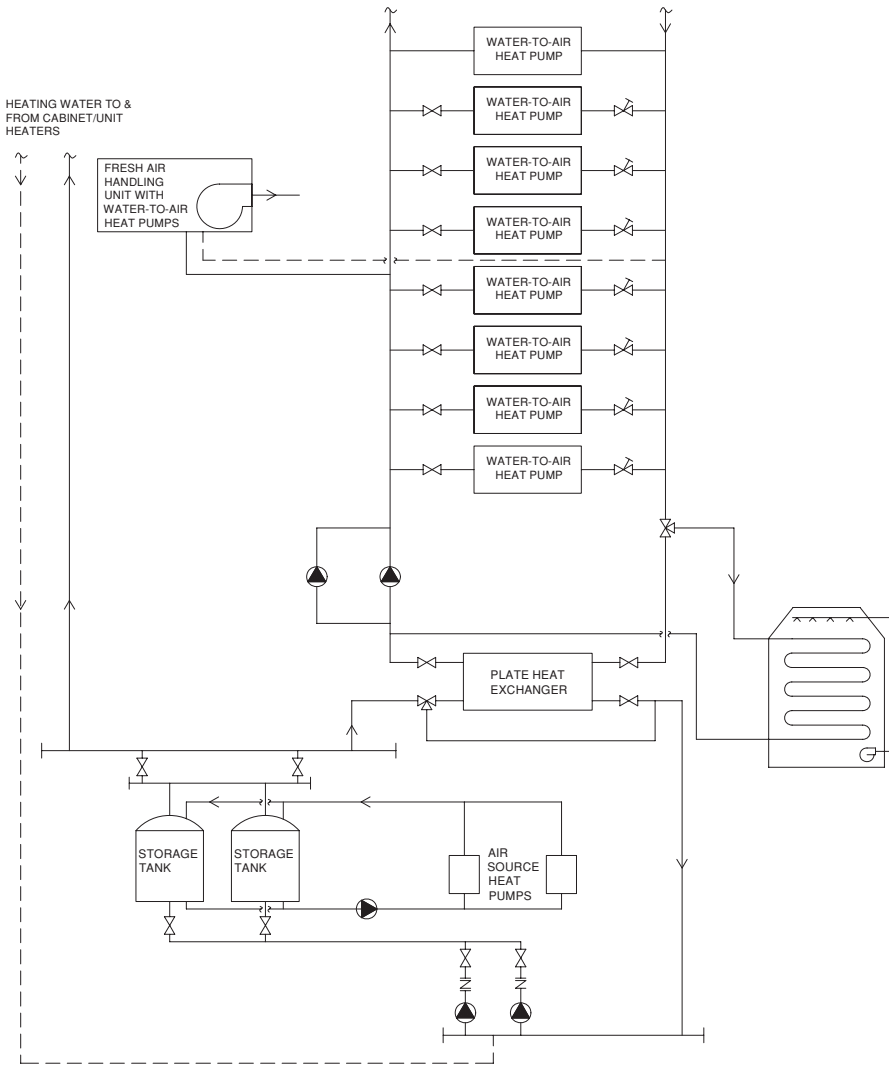 WATER-TO-AIR
HEAT PUMP
WATER-TO-AIR
HEAT PUMP
HEATING WATER TO &
FROM CABINET/UNIT
HEATERS
WATER-TO-AIR
HEAT PUMP
FRESH AIR
HANDLING
UNIT WITH
WATER-TO-AIR
HEAT PUMPS
WATER-TO-AIR
HEAT PUMP
WATER-TO-AIR
HEAT PUMP
WATER-TO-AIR
HEAT PUMP
WATER-TO-AIR
HEAT PUMP
WATER-TO-AIR
HEAT PUMP
PLATE HEAT
EXCHANGER
STORAGE
TANK
STORAGE
TANK
AIR
SOURCE
HEAT
PUMPS